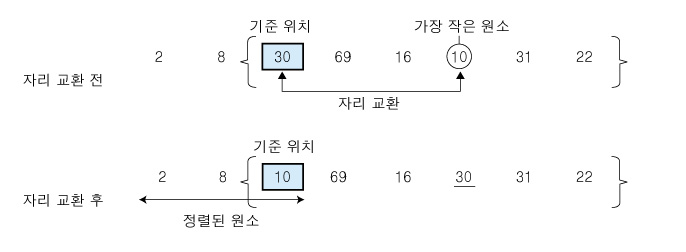 기준 위치 가장 작은 원소
2 8 30 69 16 10 31 22
자리 교환 전
자리 교환
기준 위치
2 8 10 69 16 30 31 22
자리 교환 후
정렬된 원소